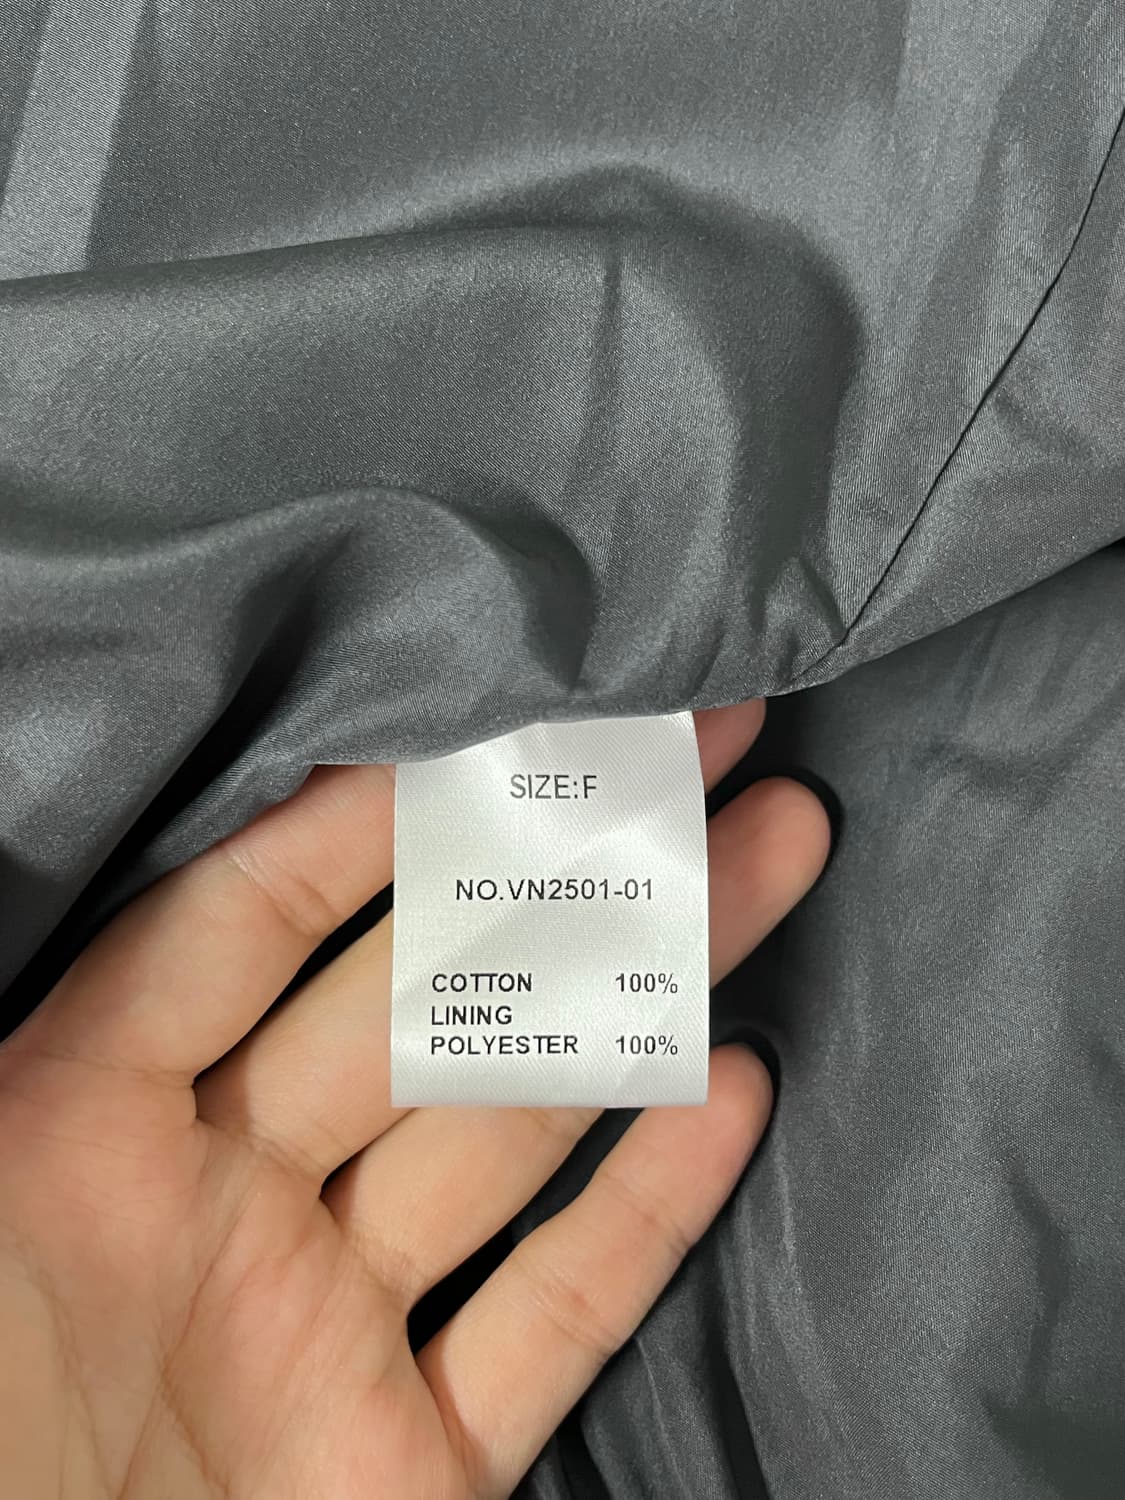 SIZE:F
NO.VN2501-01
COTTON 100%
LINING
POLYESTER 100%